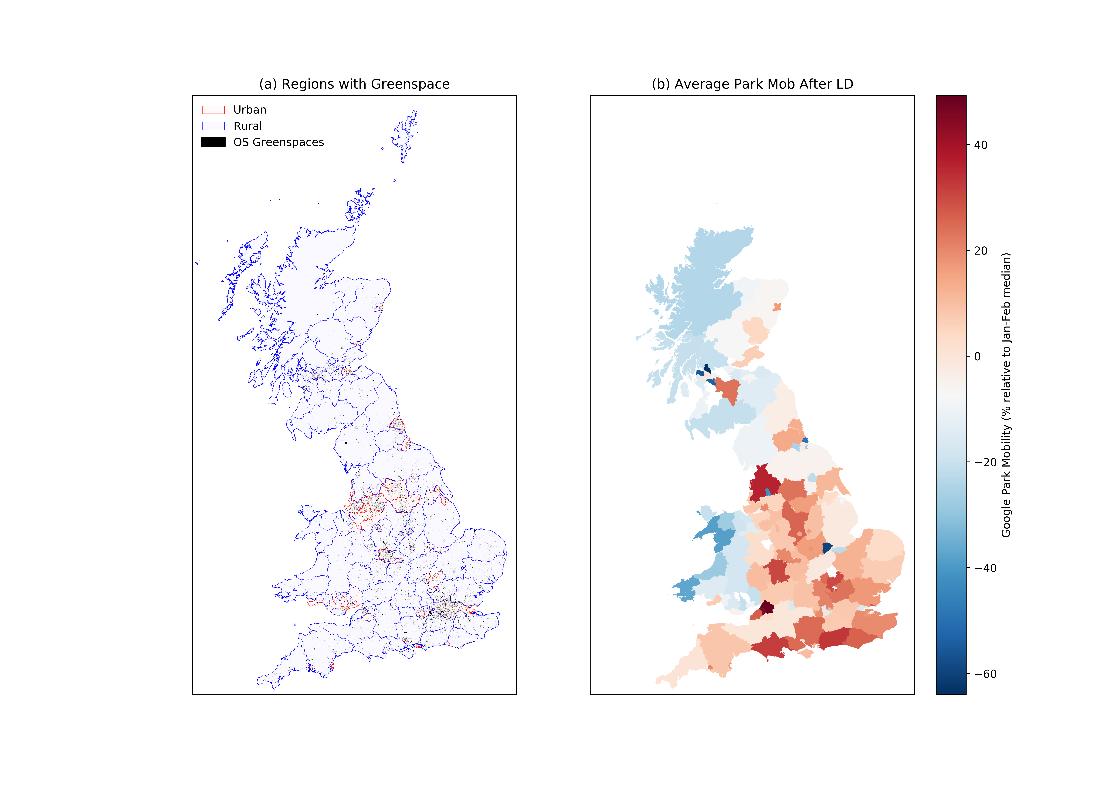 (a) Regions with Greenspace
Urban
Rural
OS Greenspaces
(b) Average Park Mob After LD
40
20
0
−20
−40
−60
Google Park Mobility (% relative to Jan-Feb median)